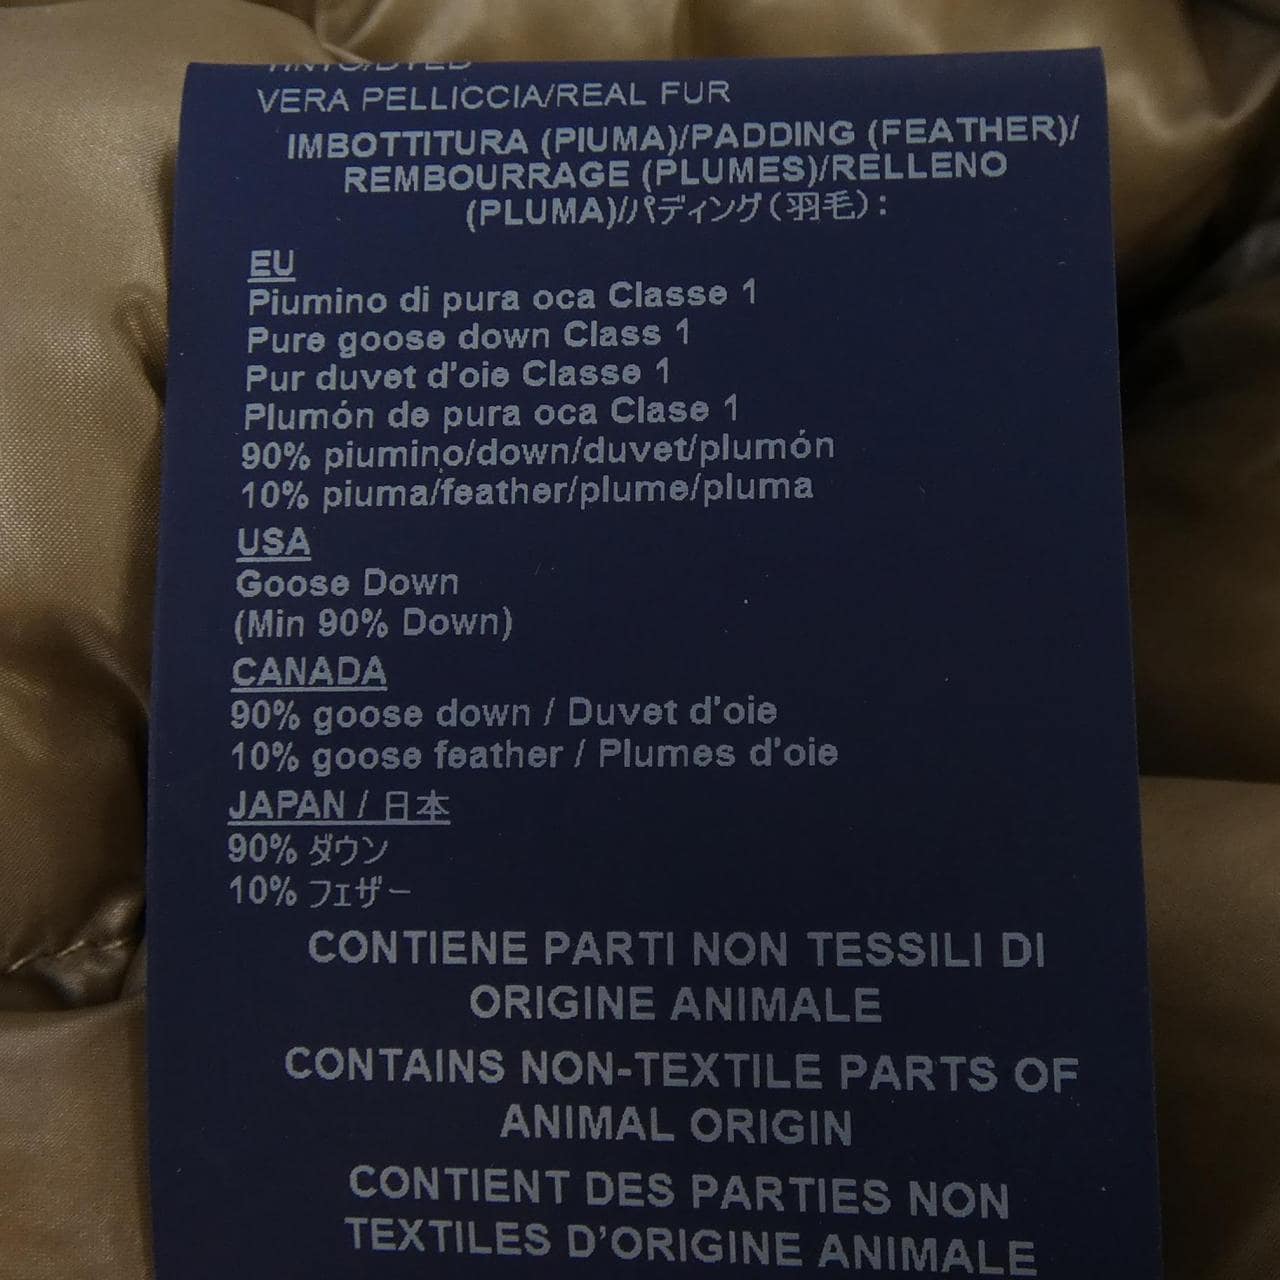 TINTO/DYED
VERA PELLICCIA/REAL FUR
IMBOTTITURA (PIUMA)/PADDING (FEATHER)/
REMBOURRAGE (PLUMES)/RELLENO
(PLUMA)/パディング(羽毛):
EU
Piumino di pura oca Classe 1
Pure goose down Class 1
Pur duvet d'oie Classe 1
Plumón de pura oca Clase 1
90% piumino/down/duvet/plumón
10% piuma/feather/plume/pluma
USA
Goose Down
(Min 90% Down)
CANADA
90% goose down / Duvet d'oie
10% goose feather / Plumes d'oie
JAPAN / 日本
90% ダウン
10% フェザー
CONTIENE PARTI NON TESSILI DI
ORIGINE ANIMALE
CONTAINS NON-TEXTILE PARTS OF
ANIMAL ORIGIN
CONTIENT DES PARTIES NON
TEXTILES D'ORIGINE ANIMALE